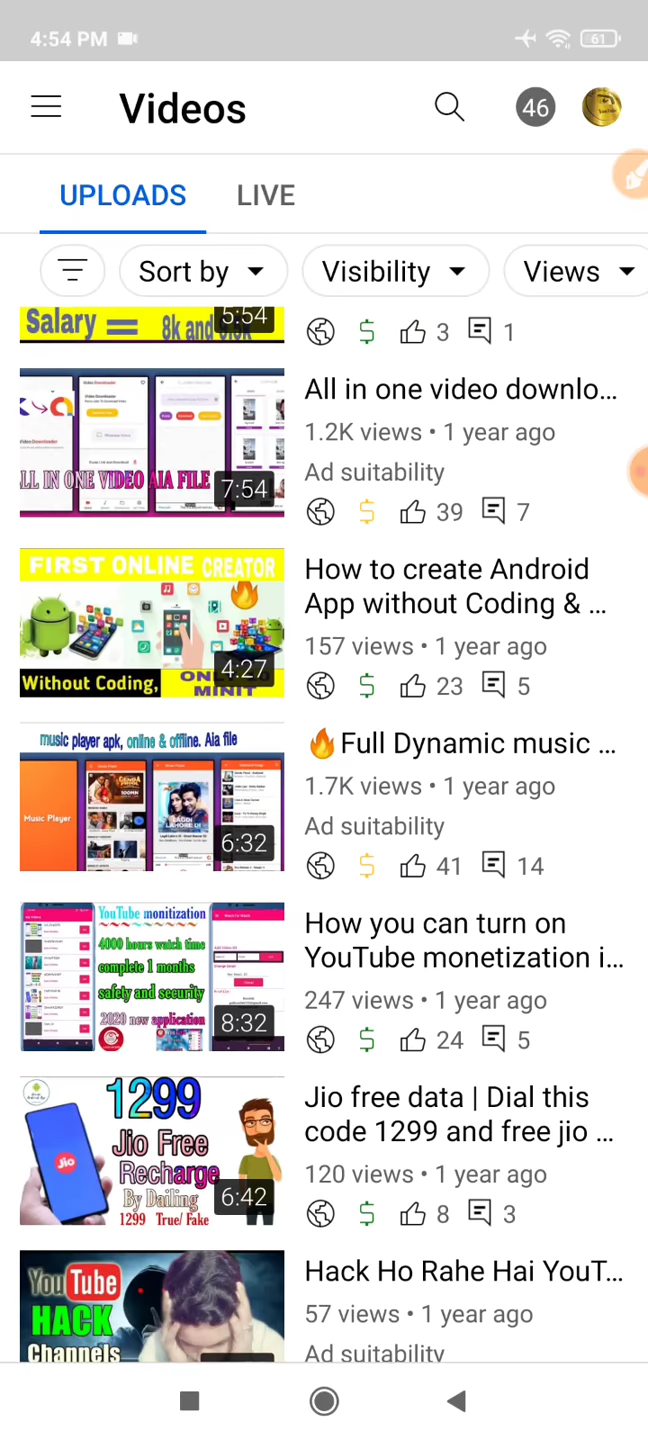 4:54 PM
61
Videos
46
UPLOADS
LIVE
Sort by
Visibility
Views
Salary = 8k and
5:54
3
1
Video Downloader
ALL IN ONE VIDEO AIA FILE
7:54
All in one video downlo...
1.2K views • 1 year ago
Ad suitability
39
7
FIRST ONLINE CREATOR
Without Coding,
MINIT
4:27
How to create Android
App without Coding & ...
157 views • 1 year ago
23
5
music player apk, online & offline. Aia file
Music Player
LAGDI LAHORE DI
6:32
🔥Full Dynamic music ...
1.7K views • 1 year ago
Ad suitability
41
14
YouTube monitization
4000 hours watch time
complete 1 months
safety and security
2020 new application
8:32
How you can turn on
YouTube monetization i...
247 views • 1 year ago
24
5
1299
Jio
Jio Free
Recharge
By Dailing
1299 True/ Fake
6:42
Jio free data | Dial this
code 1299 and free jio ...
120 views • 1 year ago
8
3
YouTube
HACK
Channels
Hack Ho Rahe Hai YouT...
57 views • 1 year ago
Ad suitability